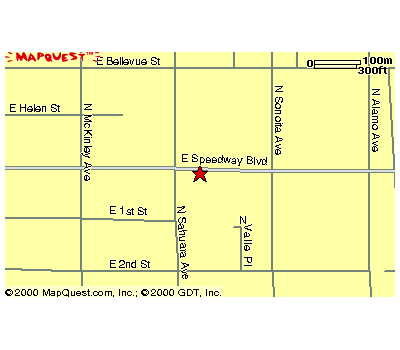 MAPQUEST™
E Bellevue St
0 100m
300ft
E Helen St
N McKinley Ave
N Sonoita Ave
N Alamo Ave
E Speedway Blvd
E 1st St
N Sahuara Ave
N Valle Pl
E 2nd St
©2000 MapQuest.com, Inc.; ©2000 GDT, Inc.